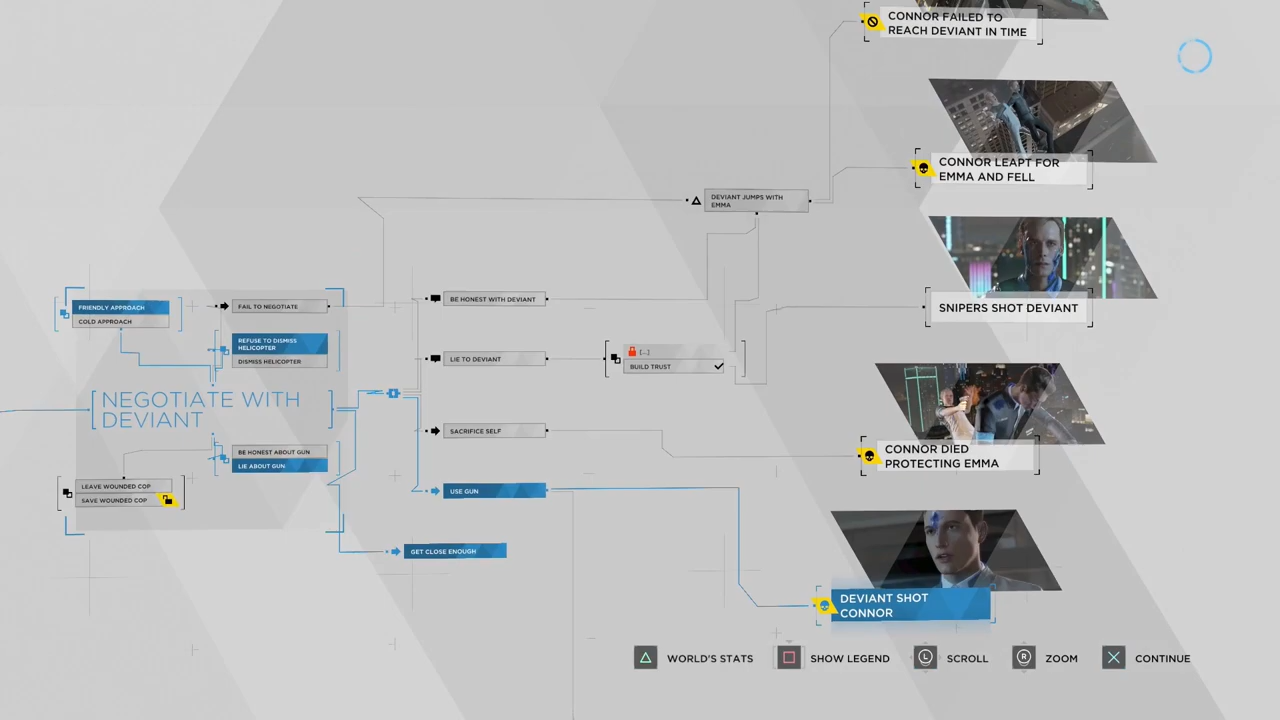 CONNOR FAILED TO
REACH DEVIANT IN TIME
CONNOR LEAPT FOR
EMMA AND FELL
DEVIANT JUMPS WITH
EMMA
SNIPERS SHOT DEVIANT
FRIENDLY APPROACH
COLD APPROACH
FAIL TO NEGOTIATE
BE HONEST WITH DEVIANT
REFUSE TO DISMISS
HELICOPTER
DISMISS HELICOPTER
LIE TO DEVIANT
[...]
BUILD TRUST
NEGOTIATE WITH
DEVIANT
SACRIFICE SELF
CONNOR DIED
PROTECTING EMMA
BE HONEST ABOUT GUN
LIE ABOUT GUN
LEAVE WOUNDED COP
SAVE WOUNDED COP
USE GUN
GET CLOSE ENOUGH
DEVIANT SHOT
CONNOR
WORLD'S STATS
SHOW LEGEND
L
SCROLL
R
ZOOM
CONTINUE